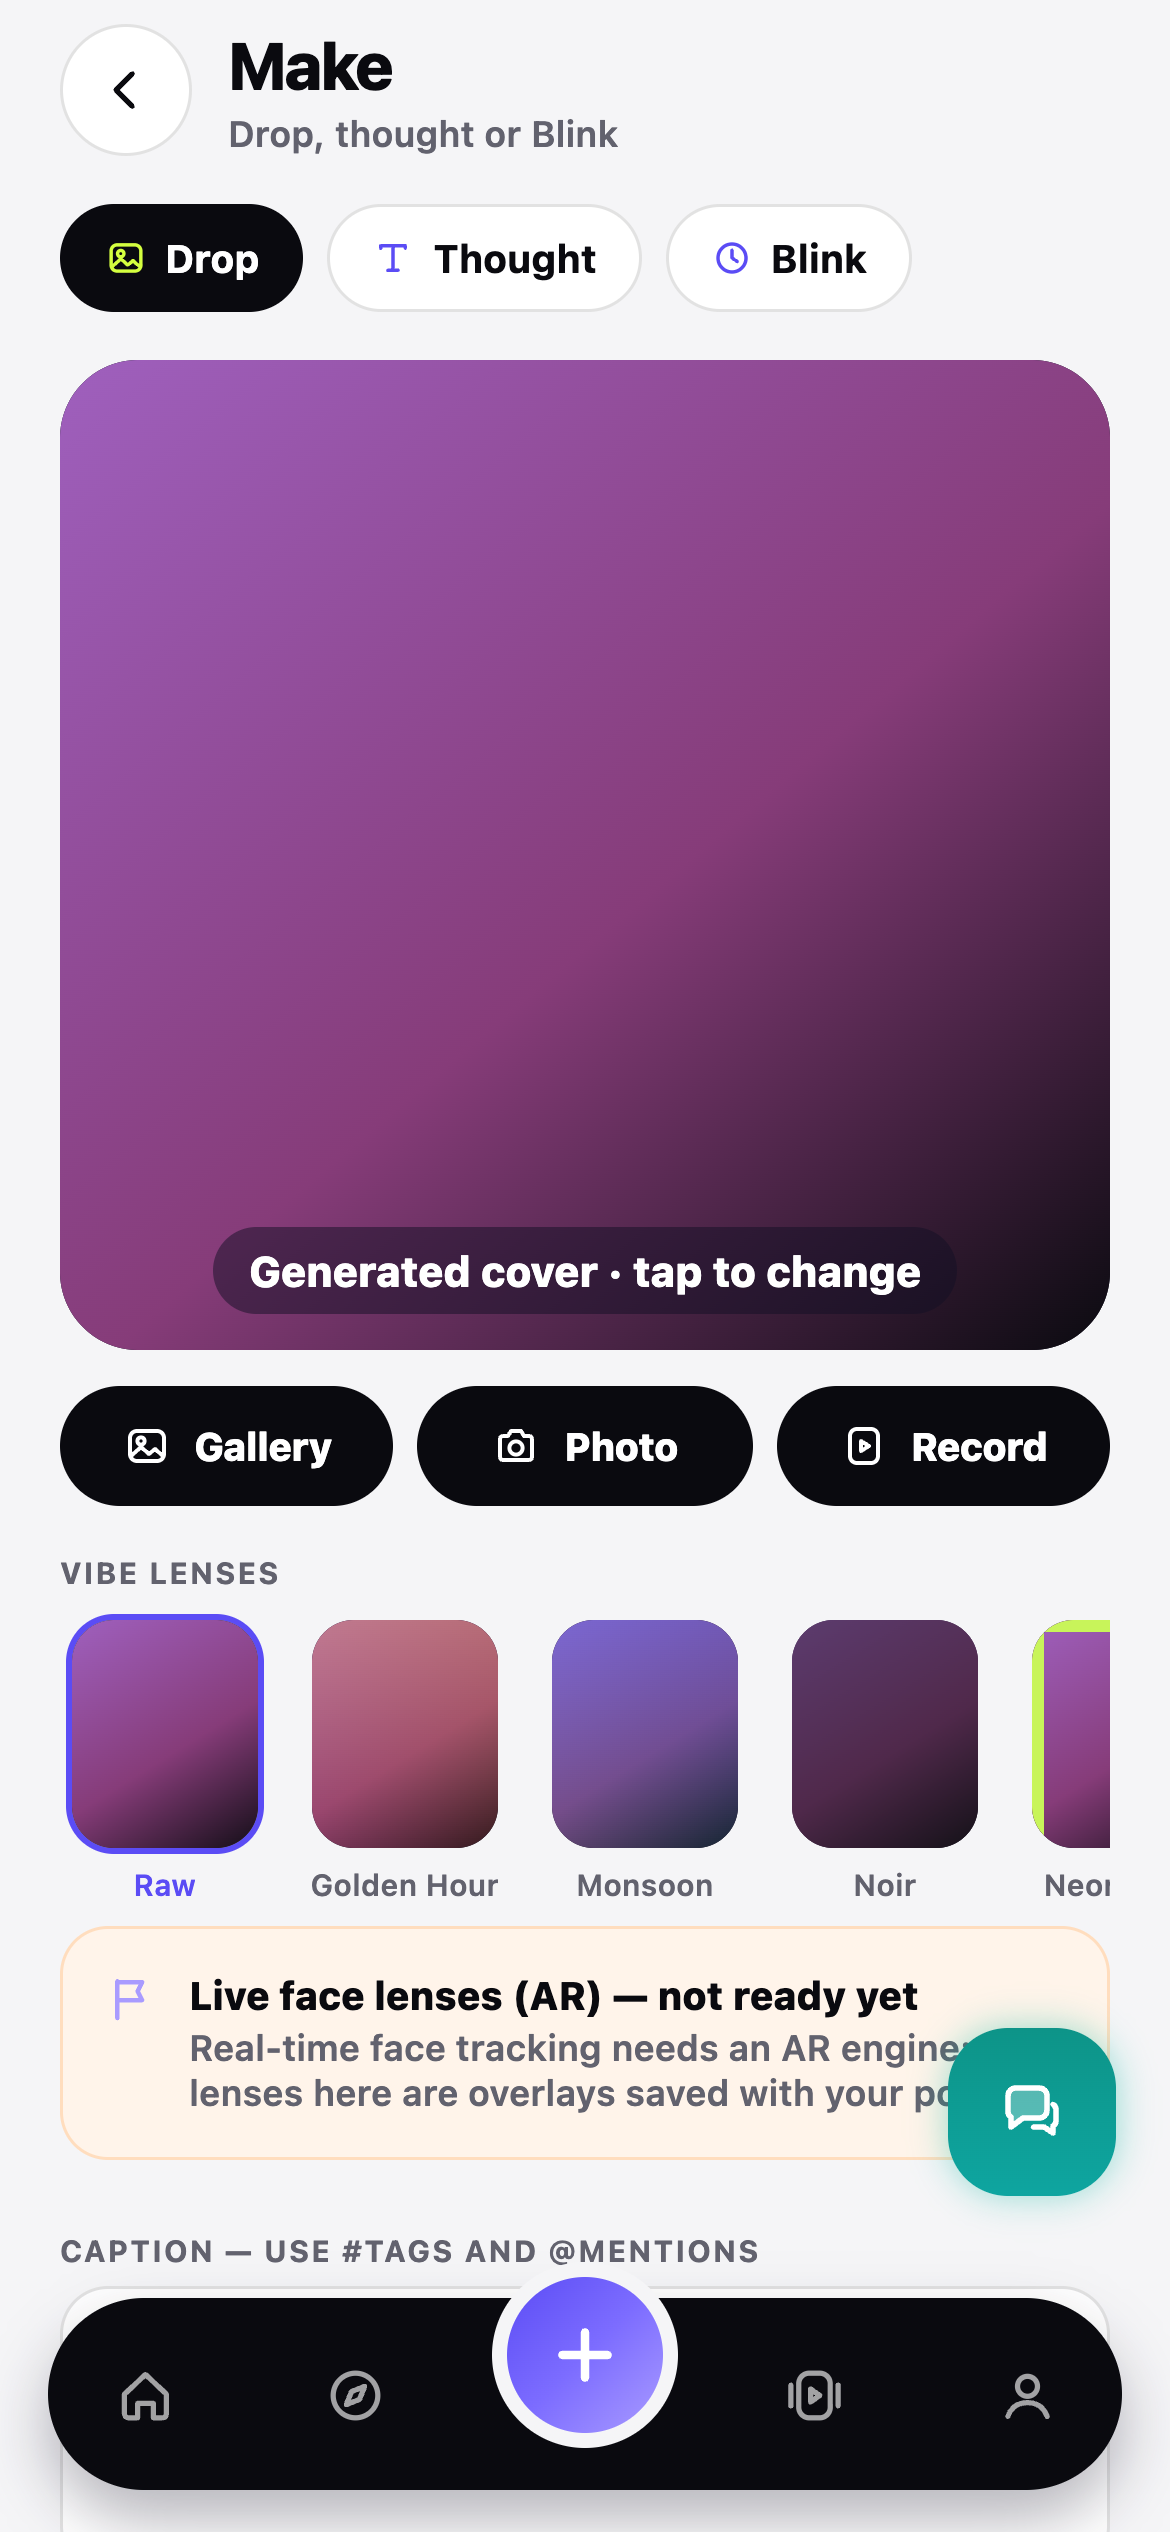 Make
Drop, thought or Blink
Drop
Thought
Blink
Generated cover · tap to change
Gallery
Photo
Record
VIBE LENSES
Raw
Golden Hour
Monsoon
Noir
Live face lenses (AR) — not ready yet
Real-time face tracking needs an AR engine
lenses here are overlays saved with your
CAPTION — USE #TAGS AND @MENTIONS